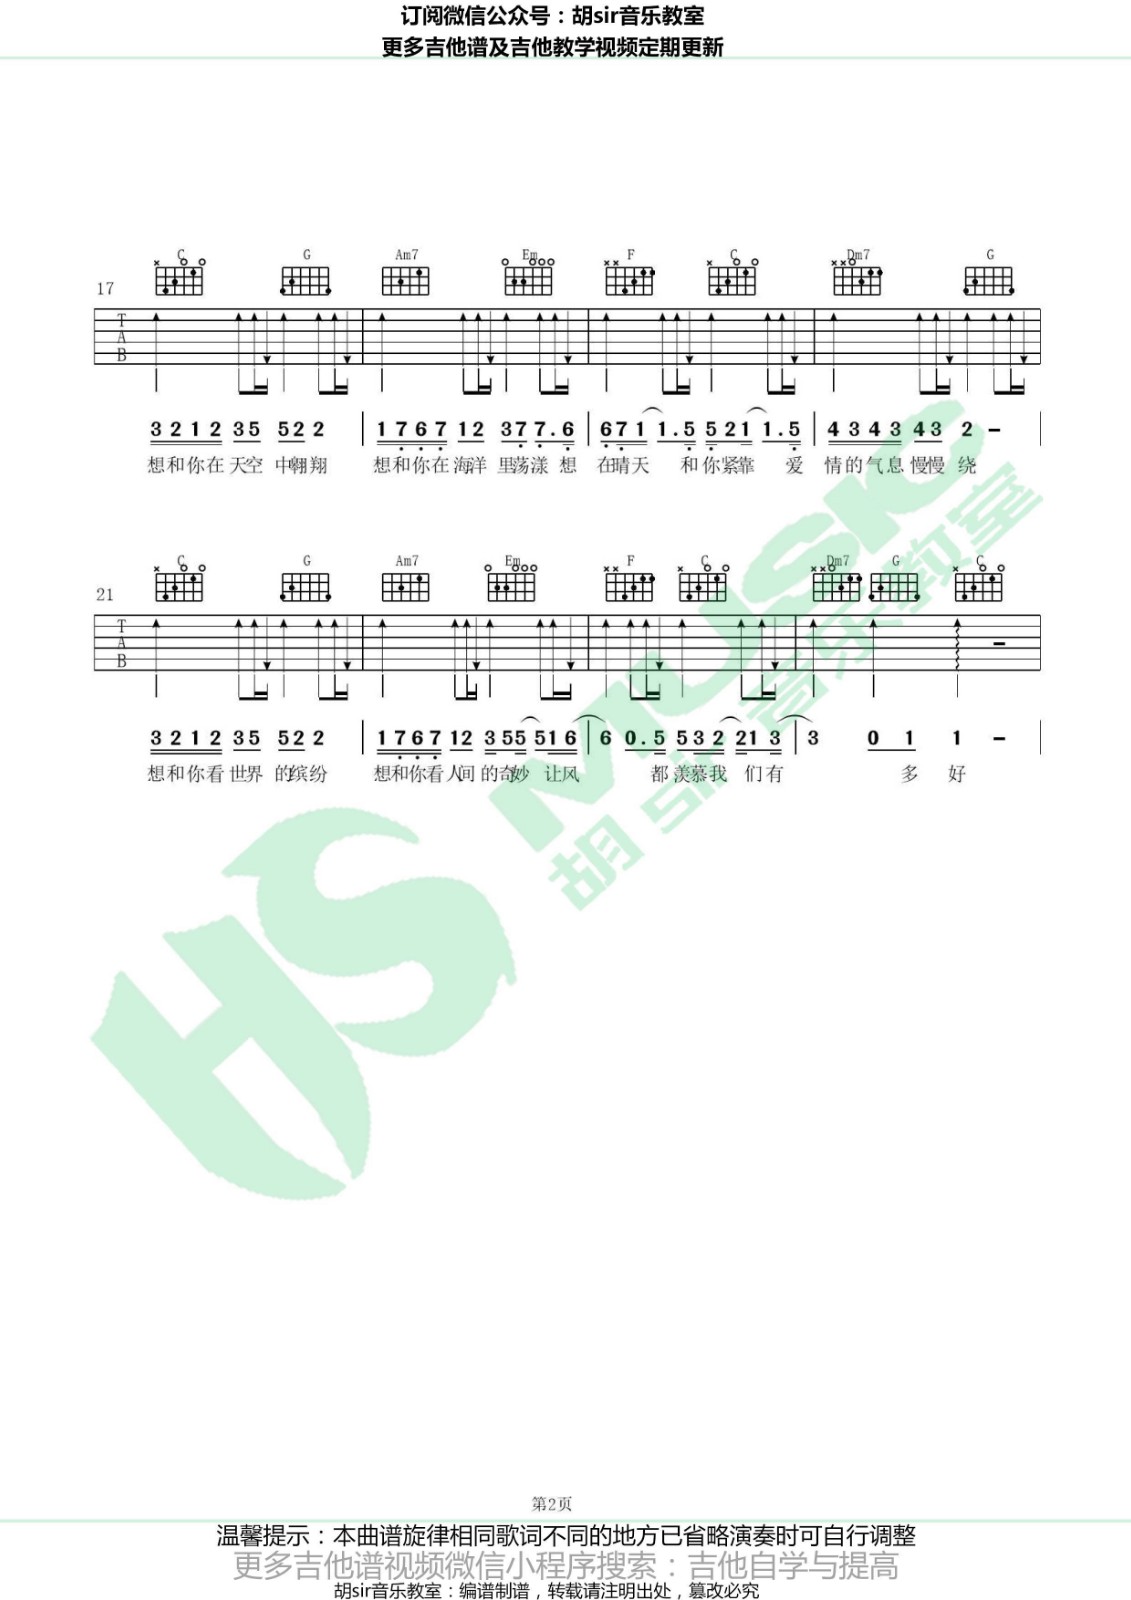 订阅微信公众号：胡sir音乐教室
更多吉他谱及吉他教学视频定期更新
C G Am7 Em F C Dm7 G
17
T
A
B
3 2 1 2 3 5 5 2 2 1 7 6 7 1 2 3 7 7 . 6 6 7 1 1 . 5 5 2 1 1 . 5 4 3 4 3 4 3 2 -
想和你在天空 中翱翔 想和你在海洋 里荡漾 想 在晴天 和你紧靠 爱 情的气息慢慢 绕
C G Am7 Em F C Dm7 G C
21
T
A
B
3 2 1 2 3 5 5 2 2 1 7 6 7 1 2 3 5 5 5 1 6 6 0 . 5 5 3 2 2 1 3 3 0 1 1 -
想和你看世界 的缤纷 想和你看人间的奇妙 让风 都羡慕我 们有 多 好
HS MUSIC
胡 sir 音乐教室
第2页
温馨提示：本曲谱旋律相同歌词不同的地方已省略演奏时可自行调整
更多吉他谱视频微信小程序搜索：吉他自学与提高
胡sir音乐教室：编谱制谱，转载请注明出处，篡改必究